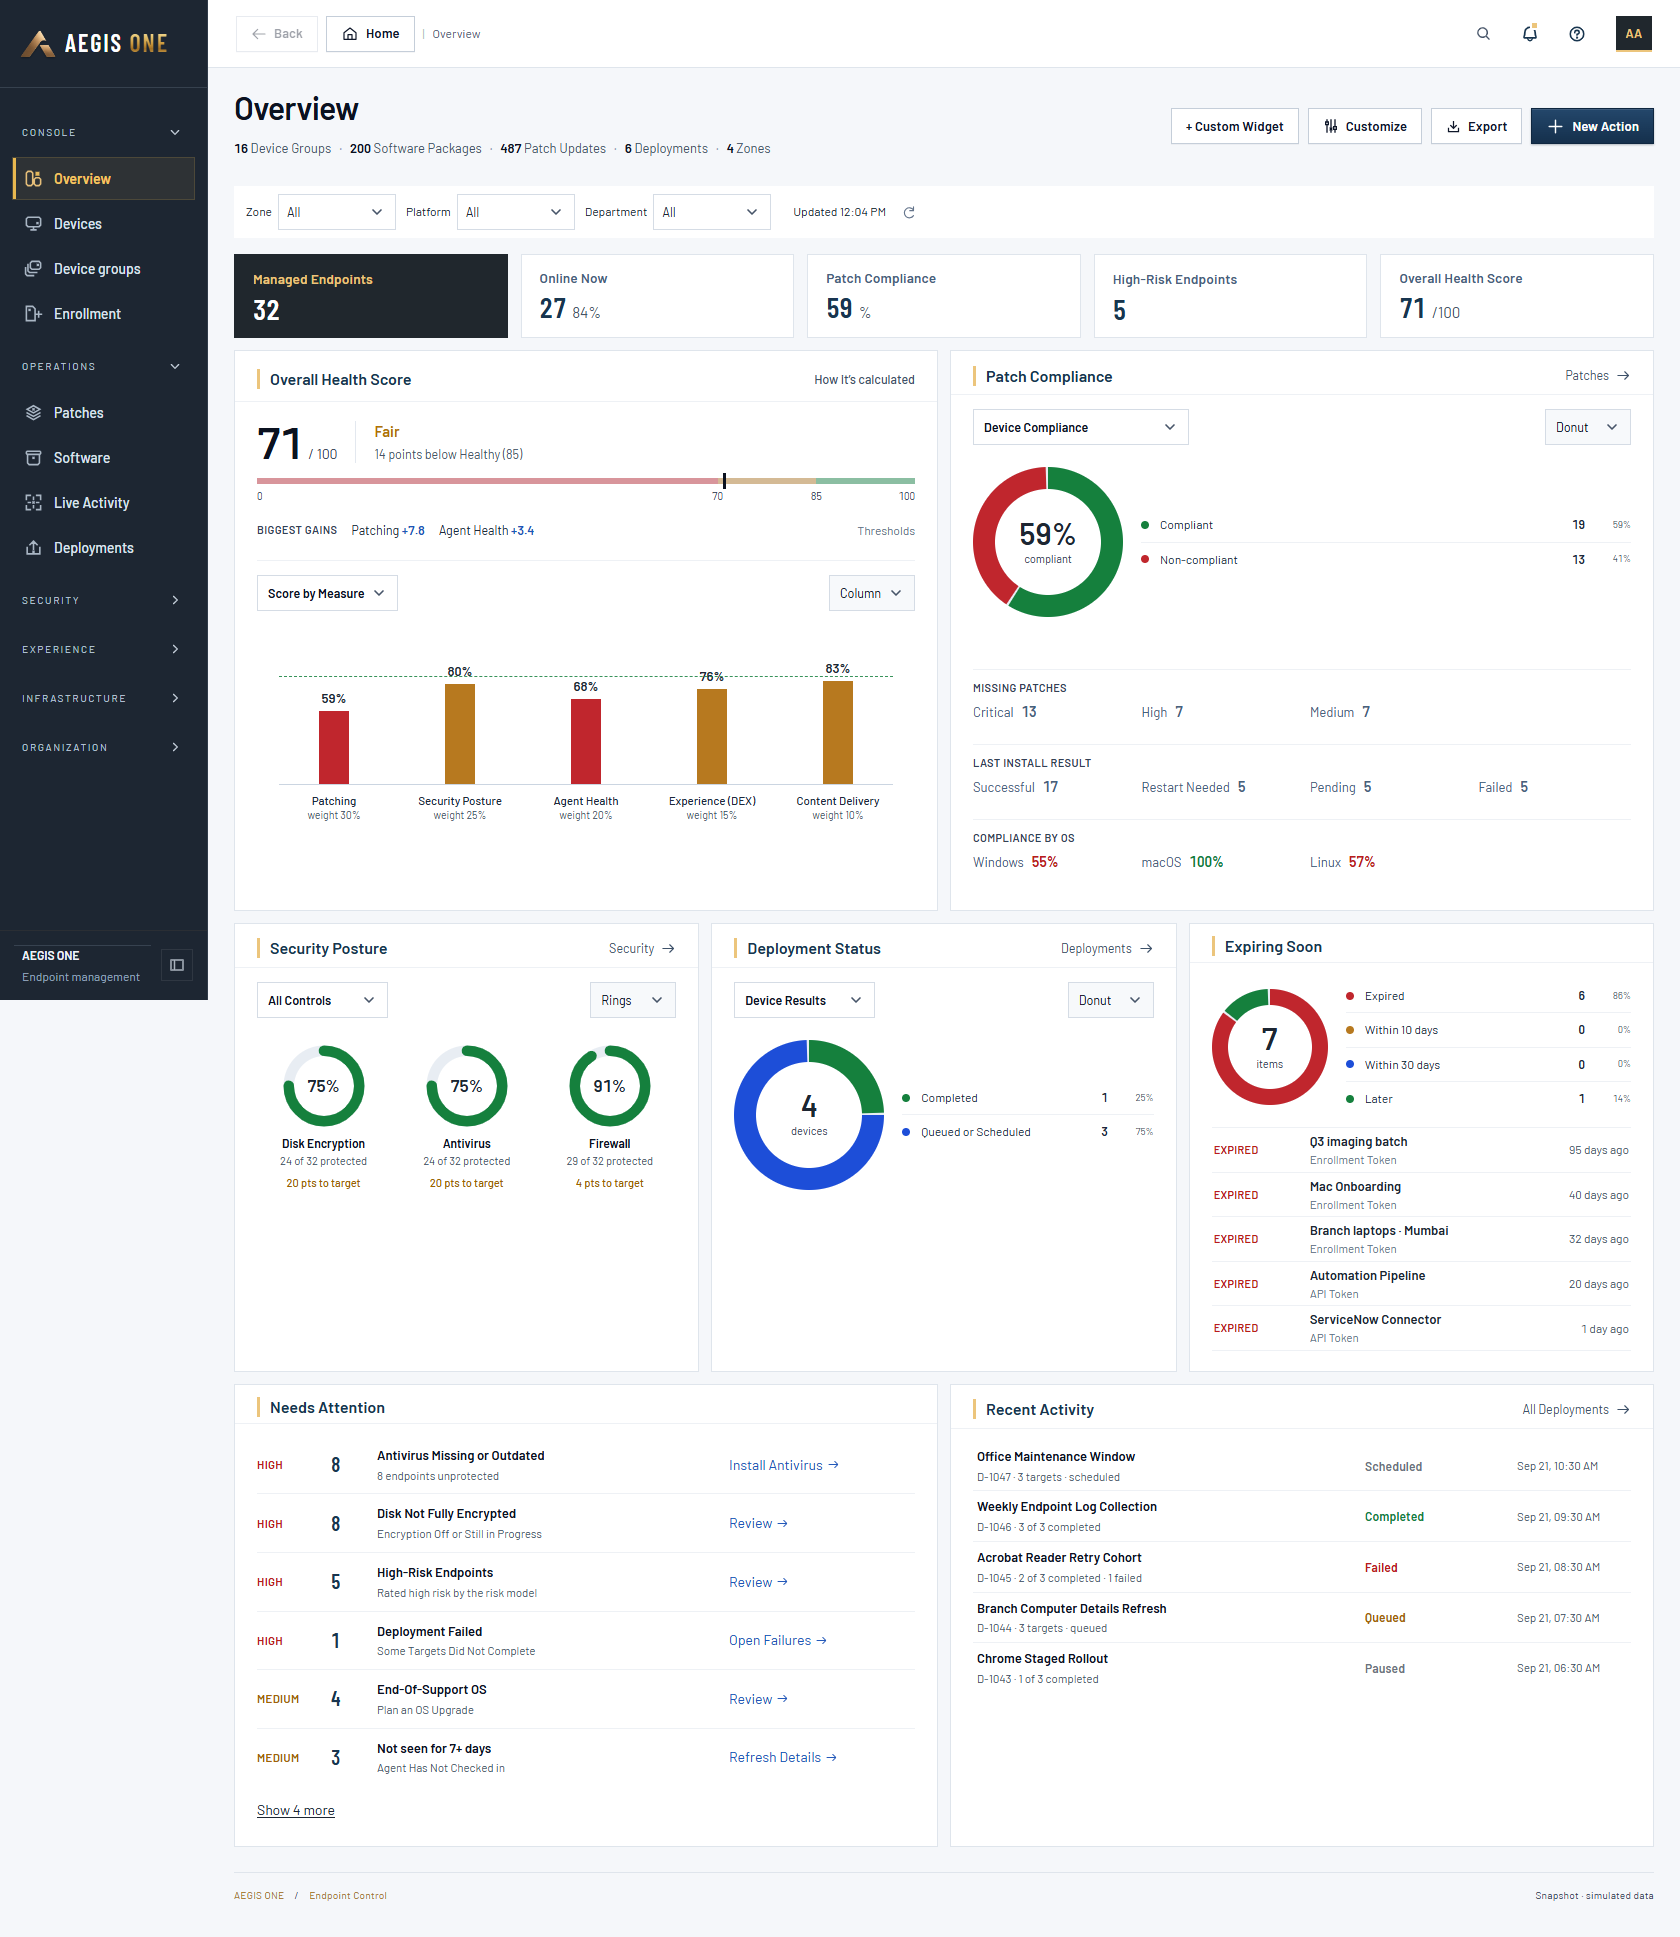 AEGIS ONE
CONSOLE
Overview
Devices
Device groups
Enrollment
OPERATIONS
Patches
Software
Live Activity
Deployments
SECURITY
EXPERIENCE
INFRASTRUCTURE
ORGANIZATION
AEGIS ONE
Endpoint management
Back
Home
Overview
AA
Overview
16 Device Groups · 200 Software Packages · 487 Patch Updates · 6 Deployments · 4 Zones
+ Custom Widget
Customize
Export
New Action
Zone All Platform All Department All Updated 12:04 PM
Managed Endpoints
32
Online Now
27 84%
Patch Compliance
59 %
High-Risk Endpoints
5
Overall Health Score
71 /100
Overall Health Score
How it's calculated
71 / 100
Fair
14 points below Healthy (85)
0 70 85 100
BIGGEST GAINS Patching +7.8 Agent Health +3.4 Thresholds
Score by Measure
Column
59% 80% 68% 76% 83%
Patching Security Posture Agent Health Experience (DEX) Content Delivery
weight 30% weight 25% weight 20% weight 15% weight 10%
Patch Compliance
Patches
Device Compliance
Donut
59%
compliant
Compliant 19 59%
Non-compliant 13 41%
MISSING PATCHES
Critical 13 High 7 Medium 7
LAST INSTALL RESULT
Successful 17 Restart Needed 5 Pending 5 Failed 5
COMPLIANCE BY OS
Windows 55% macOS 100% Linux 57%
Security Posture
Security
All Controls
Rings
75% 75% 91%
Disk Encryption Antivirus Firewall
24 of 32 protected 24 of 32 protected 29 of 32 protected
20 pts to target 20 pts to target 4 pts to target
Deployment Status
Deployments
Device Results
Donut
4
devices
Completed 1 25%
Queued or Scheduled 3 75%
Expiring Soon
7
items
Expired 6 86%
Within 10 days 0 0%
Within 30 days 0 0%
Later 1 14%
EXPIRED Q3 imaging batch 95 days ago
Enrollment Token
EXPIRED Mac Onboarding 40 days ago
Enrollment Token
EXPIRED Branch laptops · Mumbai 32 days ago
Enrollment Token
EXPIRED Automation Pipeline 20 days ago
API Token
EXPIRED ServiceNow Connector 1 day ago
API Token
Needs Attention
HIGH 8 Antivirus Missing or Outdated Install Antivirus
8 endpoints unprotected
HIGH 8 Disk Not Fully Encrypted Review
Encryption Off or Still in Progress
HIGH 5 High-Risk Endpoints Review
Rated high risk by the risk model
HIGH 1 Deployment Failed Open Failures
Some Targets Did Not Complete
MEDIUM 4 End-Of-Support OS Review
Plan an OS Upgrade
MEDIUM 3 Not seen for 7+ days Refresh Details
Agent Has Not Checked in
Show 4 more
Recent Activity
All Deployments
Office Maintenance Window Scheduled Sep 21, 10:30 AM
D-1047 · 3 targets · scheduled
Weekly Endpoint Log Collection Completed Sep 21, 09:30 AM
D-1046 · 3 of 3 completed
Acrobat Reader Retry Cohort Failed Sep 21, 08:30 AM
D-1045 · 2 of 3 completed · 1 failed
Branch Computer Details Refresh Queued Sep 21, 07:30 AM
D-1044 · 3 targets · queued
Chrome Staged Rollout Paused Sep 21, 06:30 AM
D-1043 · 1 of 3 completed
AEGIS ONE / Endpoint Control
Snapshot · simulated data